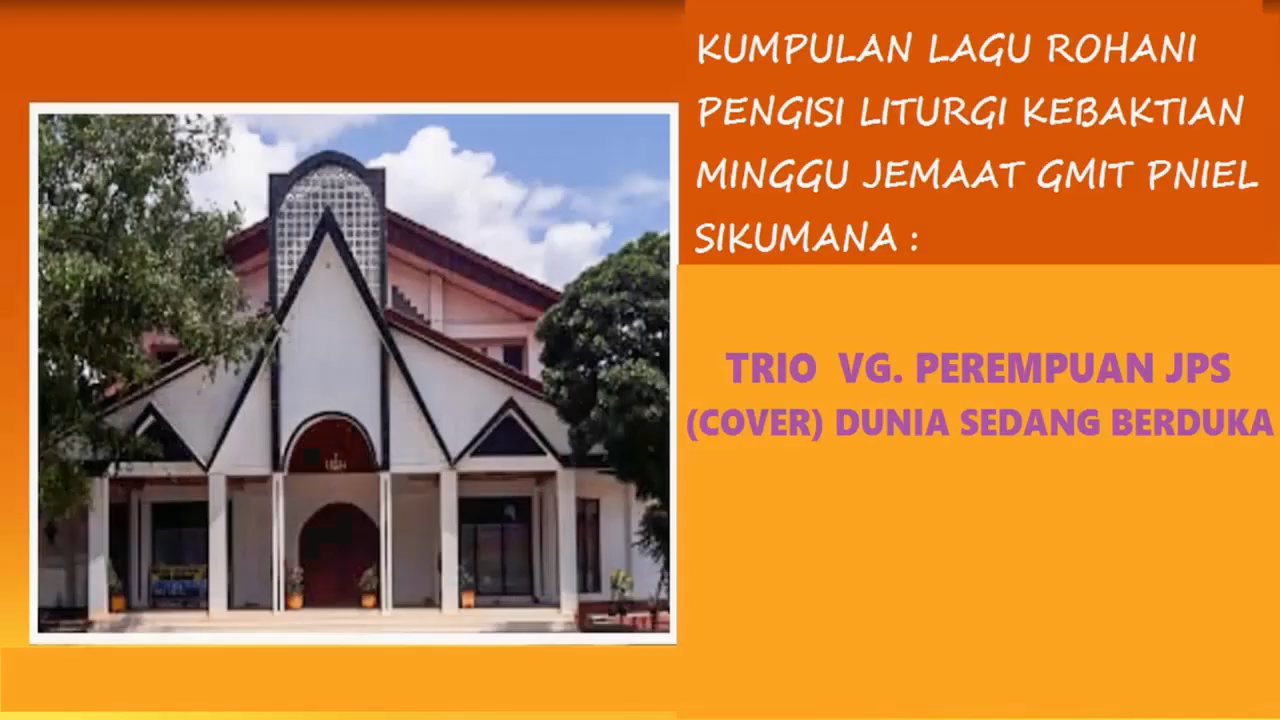 KUMPULAN LAGU ROHANI
PENGISI LITURGI KEBAKTIAN
MINGGU JEMAAT GMIT PNIEL
SIKUMANA :
TRIO VG. PEREMPUAN JPS
(COVER) DUNIA SEDANG BERDUKA